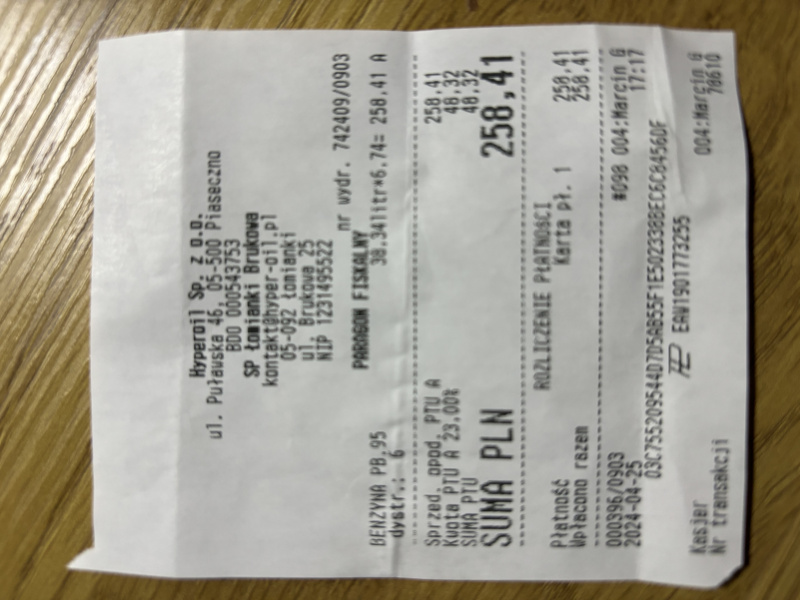 Hyperoil Sp. z o.o.
ul. Puławska 46, 05-500 Piaseczno
BDO 000543753
SP Łomianki Brukowa
kontakt@hyper-oil.pl
05-092 Łomianki
ul. Brukowa 25
NIP 1231495522
nr wydr. 742409/0903
PARAGON FISKALNY
BENZYNA PB.95 38.34litr*6,74= 258,41 A
dystr.: 6
Sprzed. opod. PTU A 258,41
Kwota PTU A 23,00% 48,32
SUMA PTU 48,32
SUMA PLN 258,41
ROZLICZENIE PŁATNOŚCI
Płatność Karta pł. 1 258,41
Wpłacono razem 258,41
000396/0903 #098 004:Marcin G
2024-04-25 17:17
EAW1901773255
Kasjer 004:Marcin G
Nr transakcji 78610